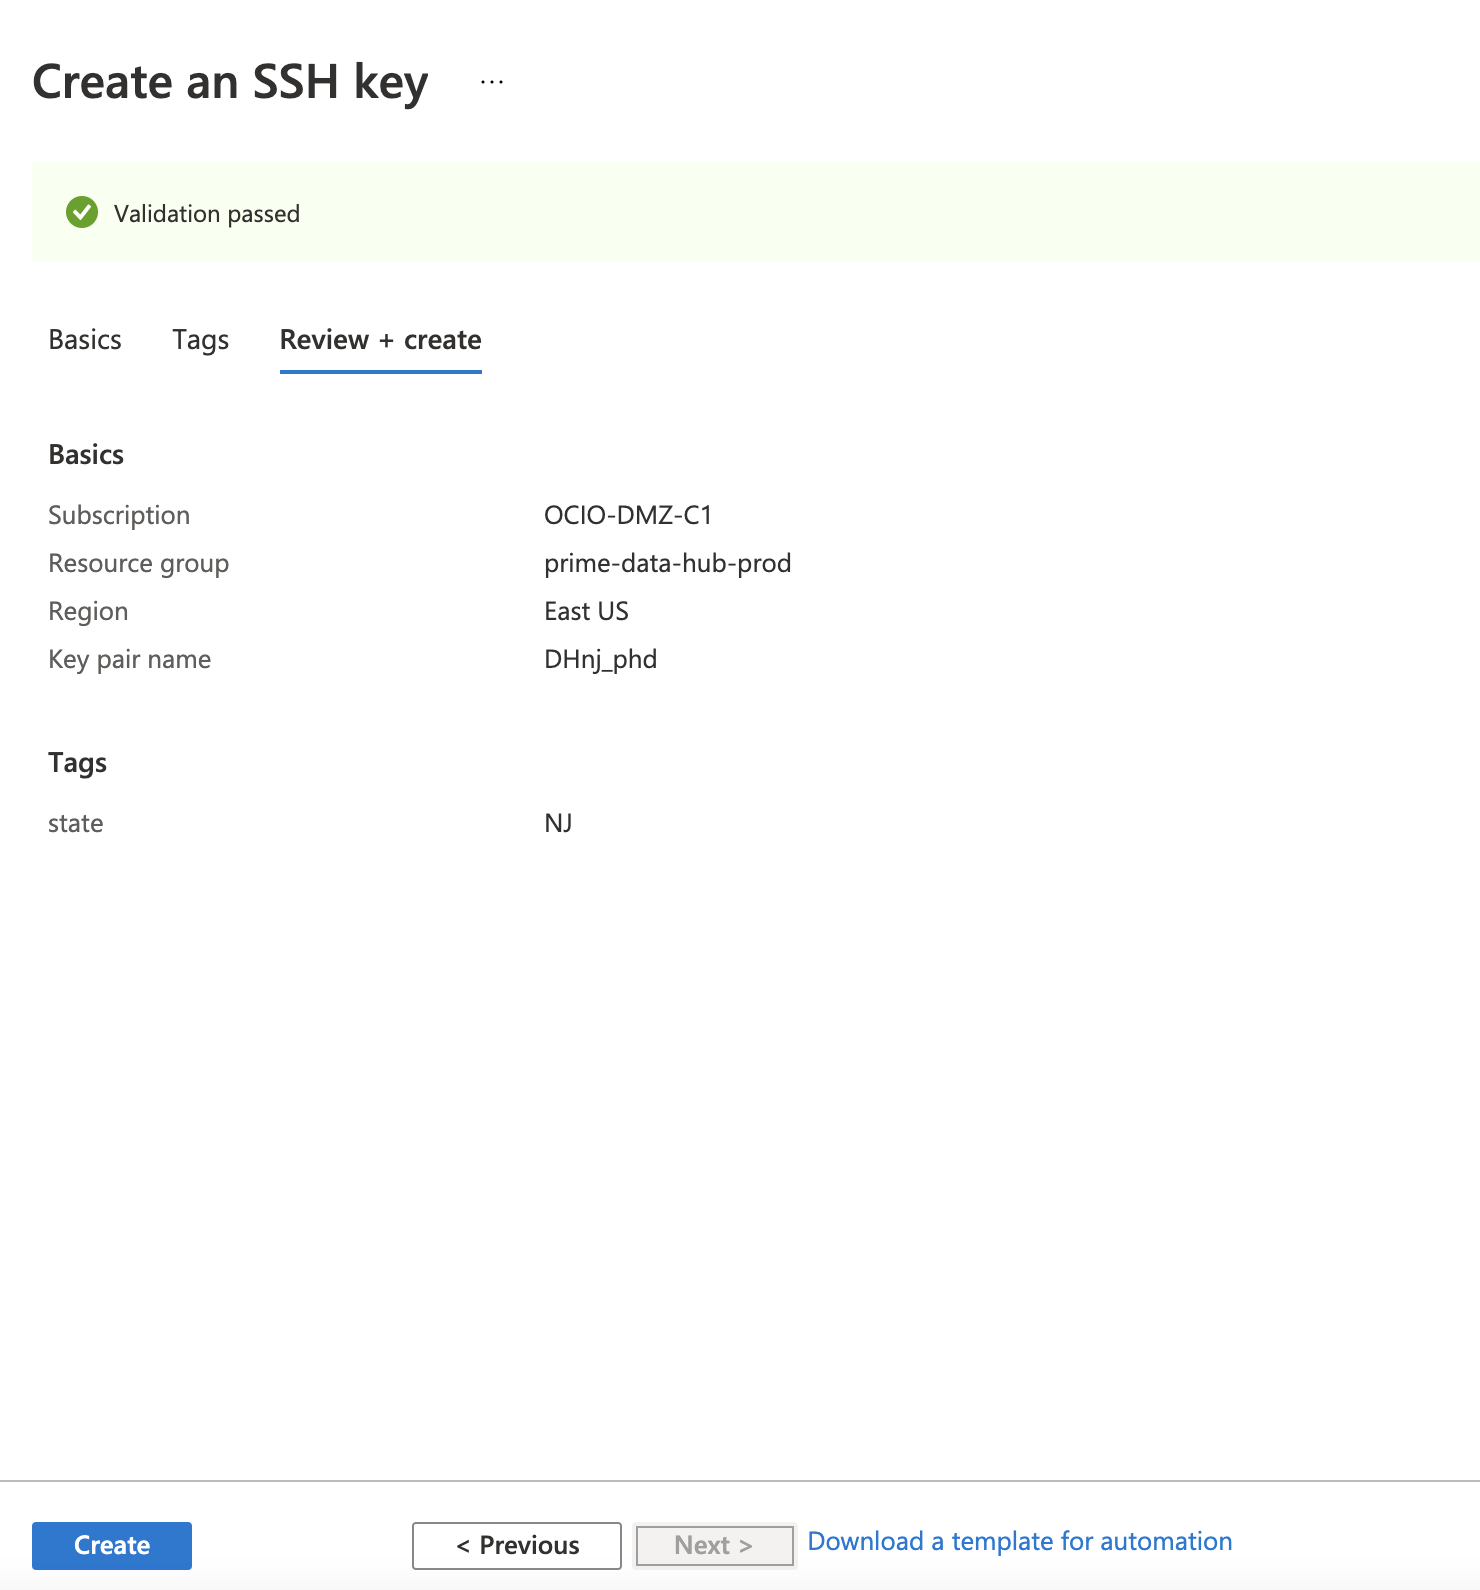 Create an SSH key ...
Validation passed
Basics Tags Review + create
Basics
Subscription OCIO-DMZ-C1
Resource group prime-data-hub-prod
Region East US
Key pair name DHnj_phd
Tags
state NJ
Create < Previous Next > Download a template for automation